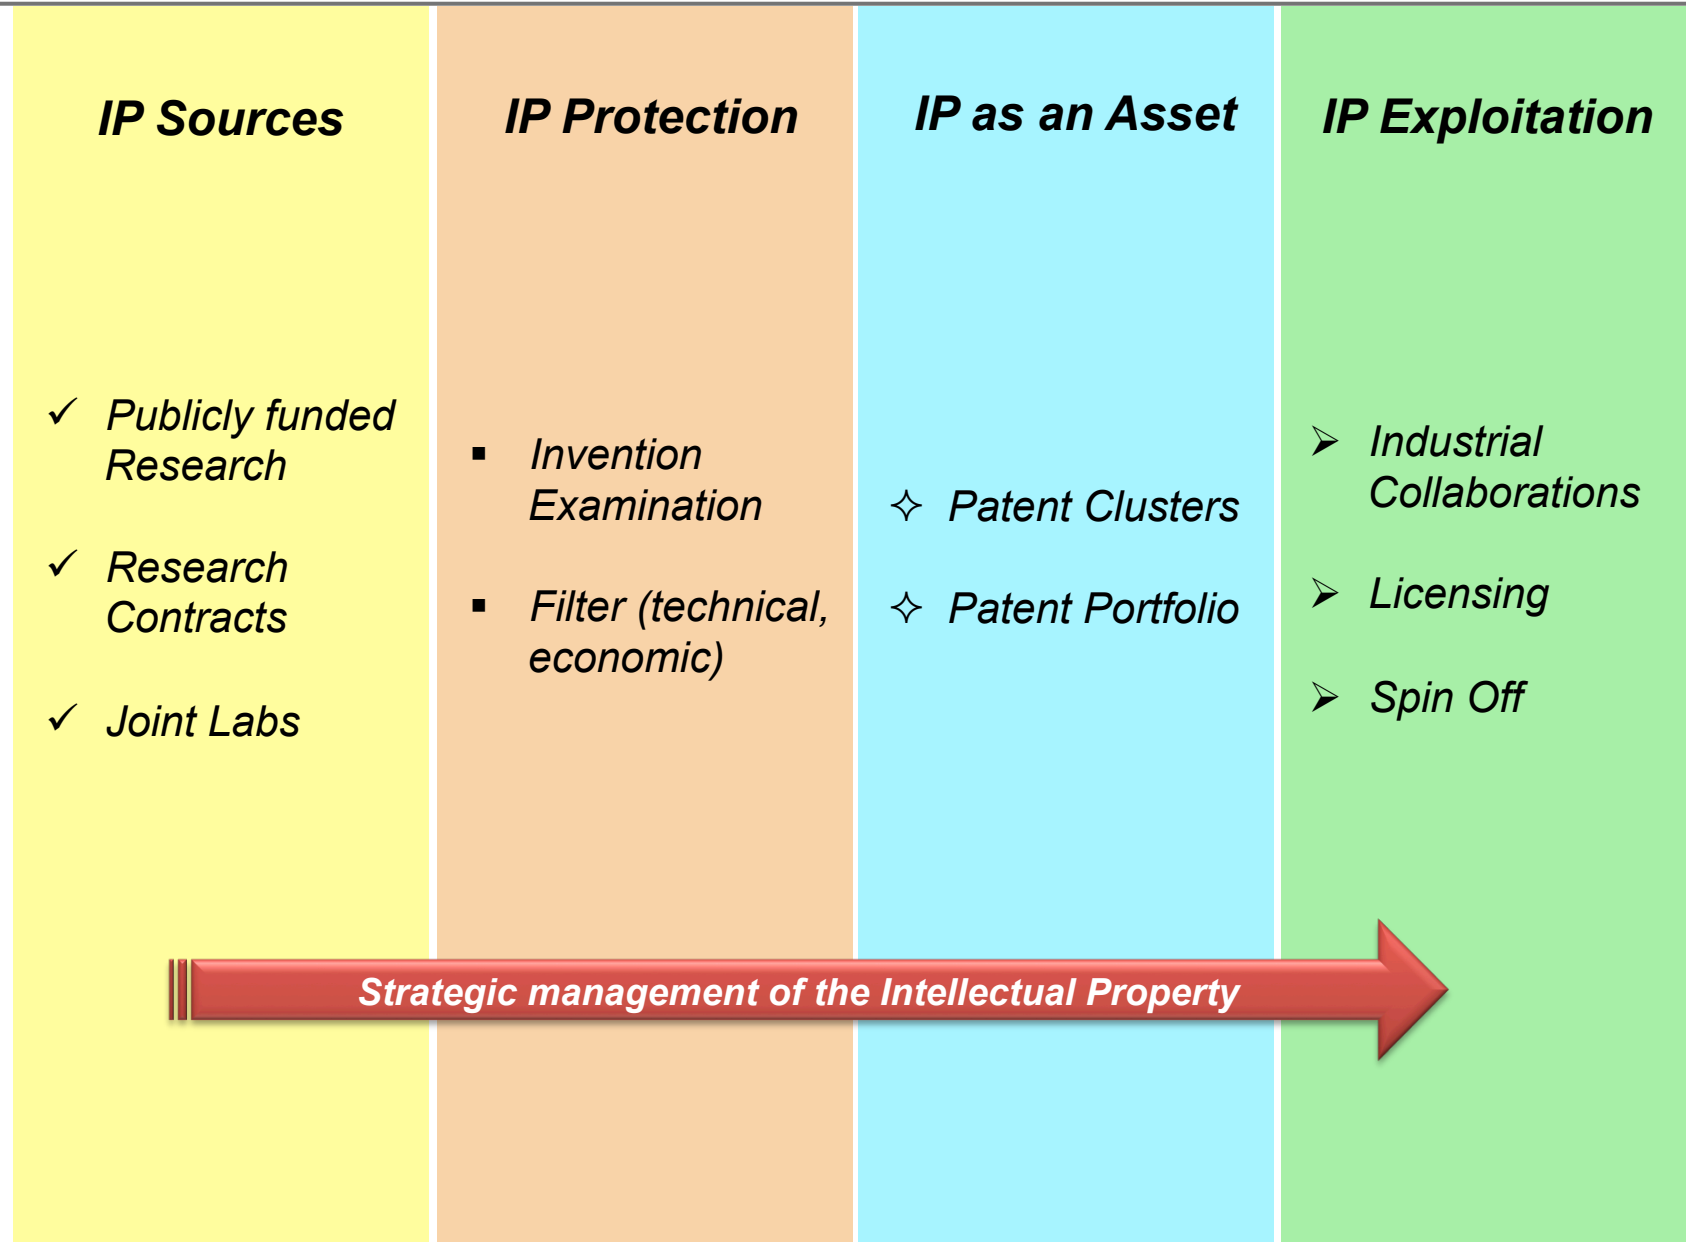 IP Sources
Publicly funded
Research
Research
Contracts
Joint Labs
IP Protection
Invention
Examination
Filter (technical,
economic)
IP as an Asset
Patent Clusters
Patent Portfolio
IP Exploitation
Industrial
Collaborations
Licensing
Spin Off
Strategic management of the Intellectual Property